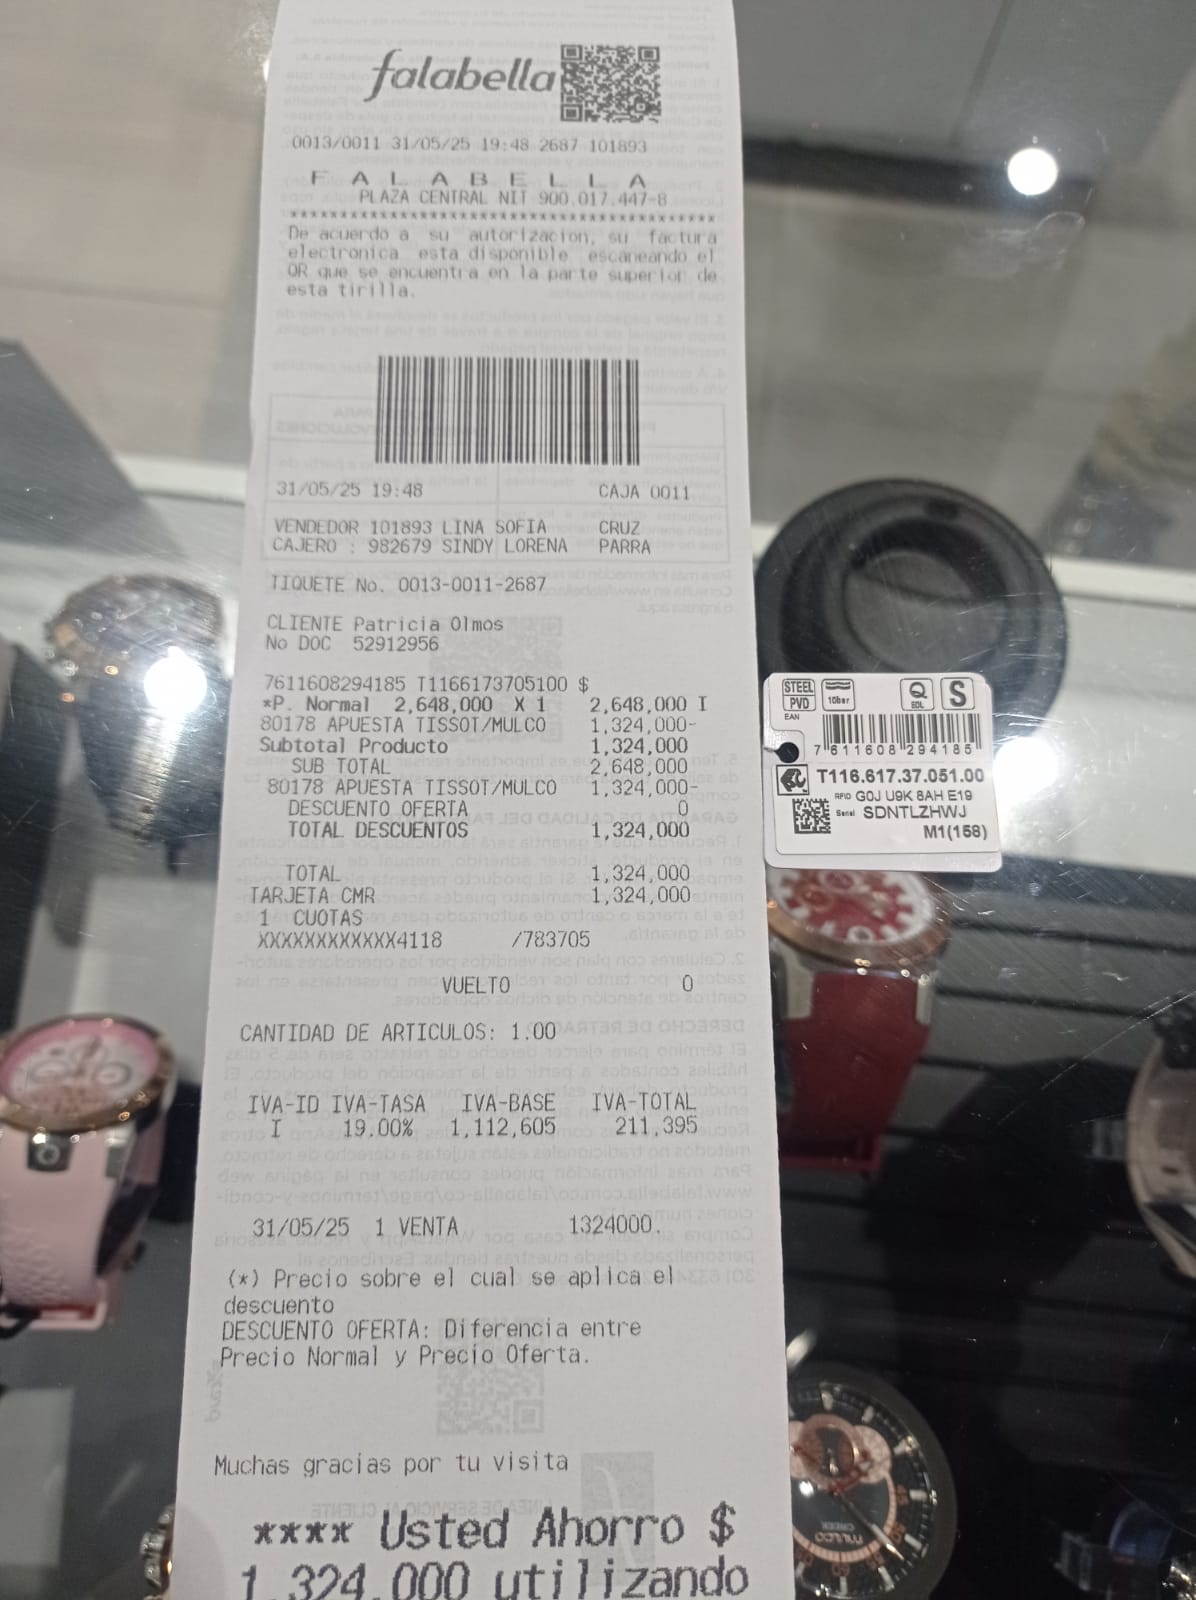 falabella
0013/0011 31/05/25 19:48 2687 101893
F A L A B E L L A
PLAZA CENTRAL NIT 900.017.447-8
******************************************
De acuerdo a su autorizacion, su factura
electronica esta disponible escaneando el
QR que se encuentra en la parte superior de
esta tirilla.
31/05/25 19:48 CAJA 0011
VENDEDOR 101893 LINA SOFIA CRUZ
CAJERO : 982679 SINDY LORENA PARRA
TIQUETE No. 0013-0011-2687
CLIENTE Patricia Olmos
No DOC 52912956
7611608294185 T1166173705100 $
*P. Normal 2,648,000 X 1 2,648,000 I
80178 APUESTA TISSOT/MULCO 1,324,000-
Subtotal Producto 1,324,000
SUB TOTAL 2,648,000
80178 APUESTA TISSOT/MULCO 1,324,000-
DESCUENTO OFERTA 0
TOTAL DESCUENTOS 1,324,000
TOTAL 1,324,000
TARJETA CMR 1,324,000
1 CUOTAS
XXXXXXXXXXXX4118 /783705
VUELTO 0
CANTIDAD DE ARTICULOS: 1.00
IVA-ID IVA-TASA IVA-BASE IVA-TOTAL
I 19.00% 1,112,605 211,395
31/05/25 1 VENTA 1324000.
(*) Precio sobre el cual se aplica el
descuento
DESCUENTO OFERTA: Diferencia entre
Precio Normal y Precio Oferta.
Muchas gracias por tu visita
**** Usted Ahorro $
1,324,000 utilizando
STEEL
PVD
10bar
Q
EOL
S
EAN
7 611608 294185
T116.617.37.051.00
RFID G0J U9K 8AH E19
Serial SDNTLZHWJ
M1(158)
MULCO